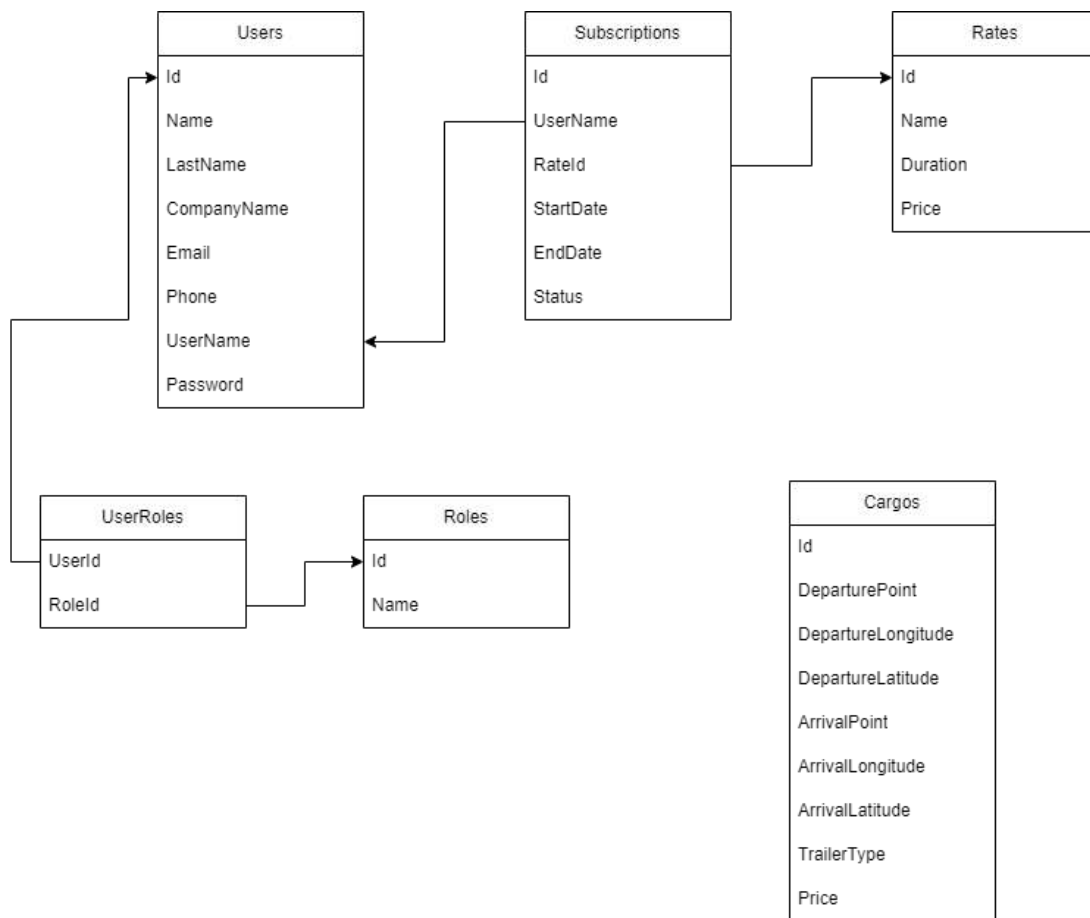 Users
Id
Name
LastName
CompanyName
Email
Phone
UserName
Password
Subscriptions
Id
UserName
RateId
StartDate
EndDate
Status
Rates
Id
Name
Duration
Price
UserRoles
UserId
RoleId
Roles
Id
Name
Cargos
Id
DeparturePoint
DepartureLongitude
DepartureLatitude
ArrivalPoint
ArrivalLongitude
ArrivalLatitude
TrailerType
Price